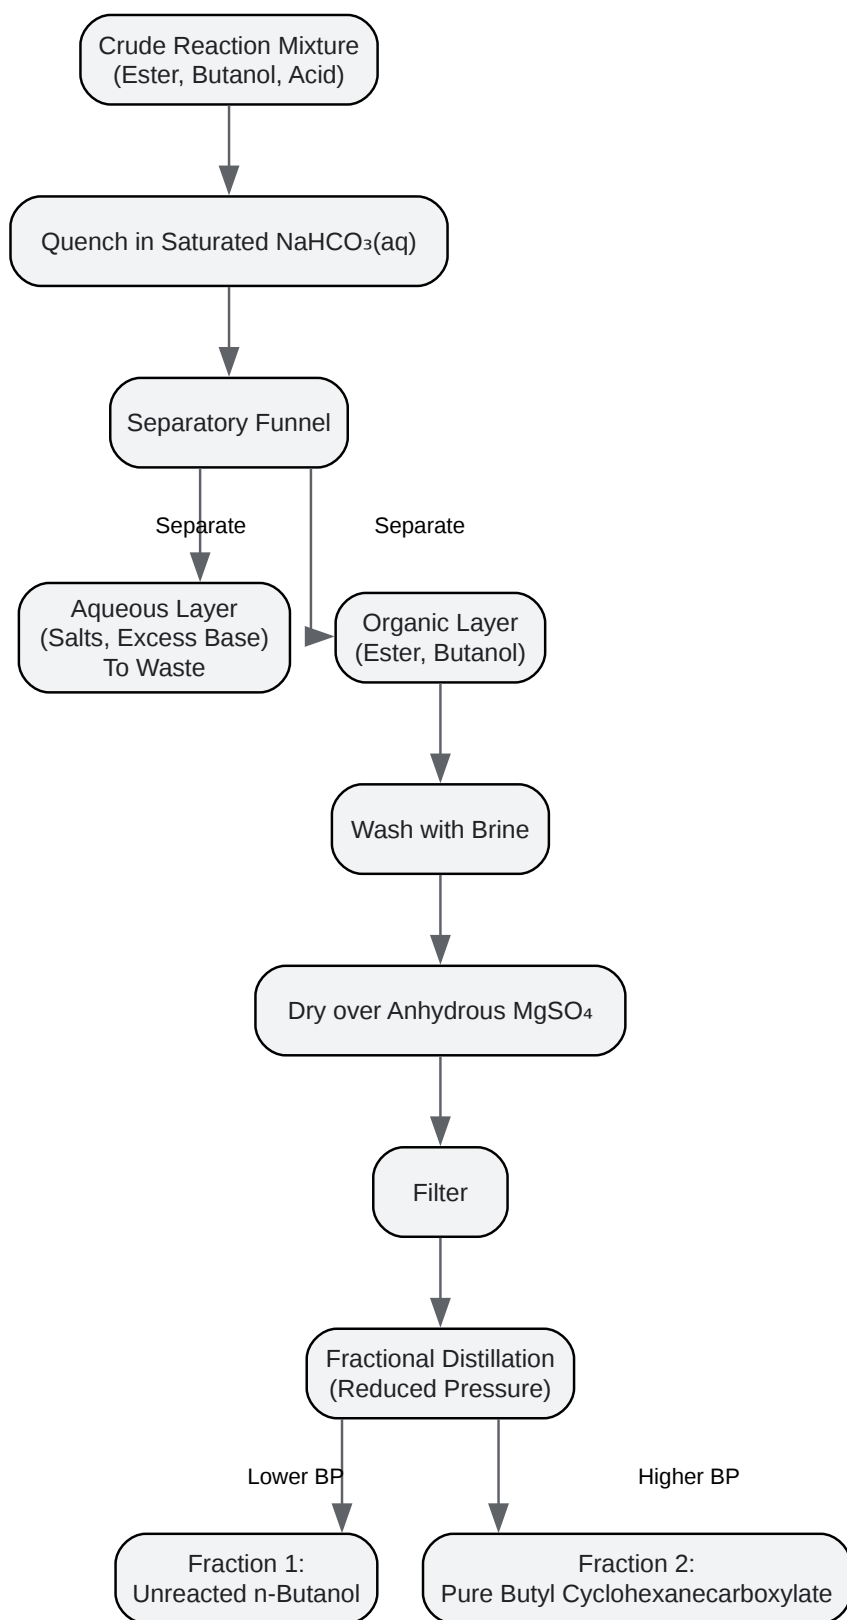 Crude Reaction Mixture
(Ester, Butanol, Acid)
Quench in Saturated NaHCO₃(aq)
Separatory Funnel
Separate
Separate
Aqueous Layer
(Salts, Excess Base)
To Waste
Organic Layer
(Ester, Butanol)
Wash with Brine
Dry over Anhydrous MgSO₄
Filter
Fractional Distillation
(Reduced Pressure)
Lower BP
Higher BP
Fraction 1:
Unreacted n-Butanol
Fraction 2:
Pure Butyl Cyclohexanecarboxylate